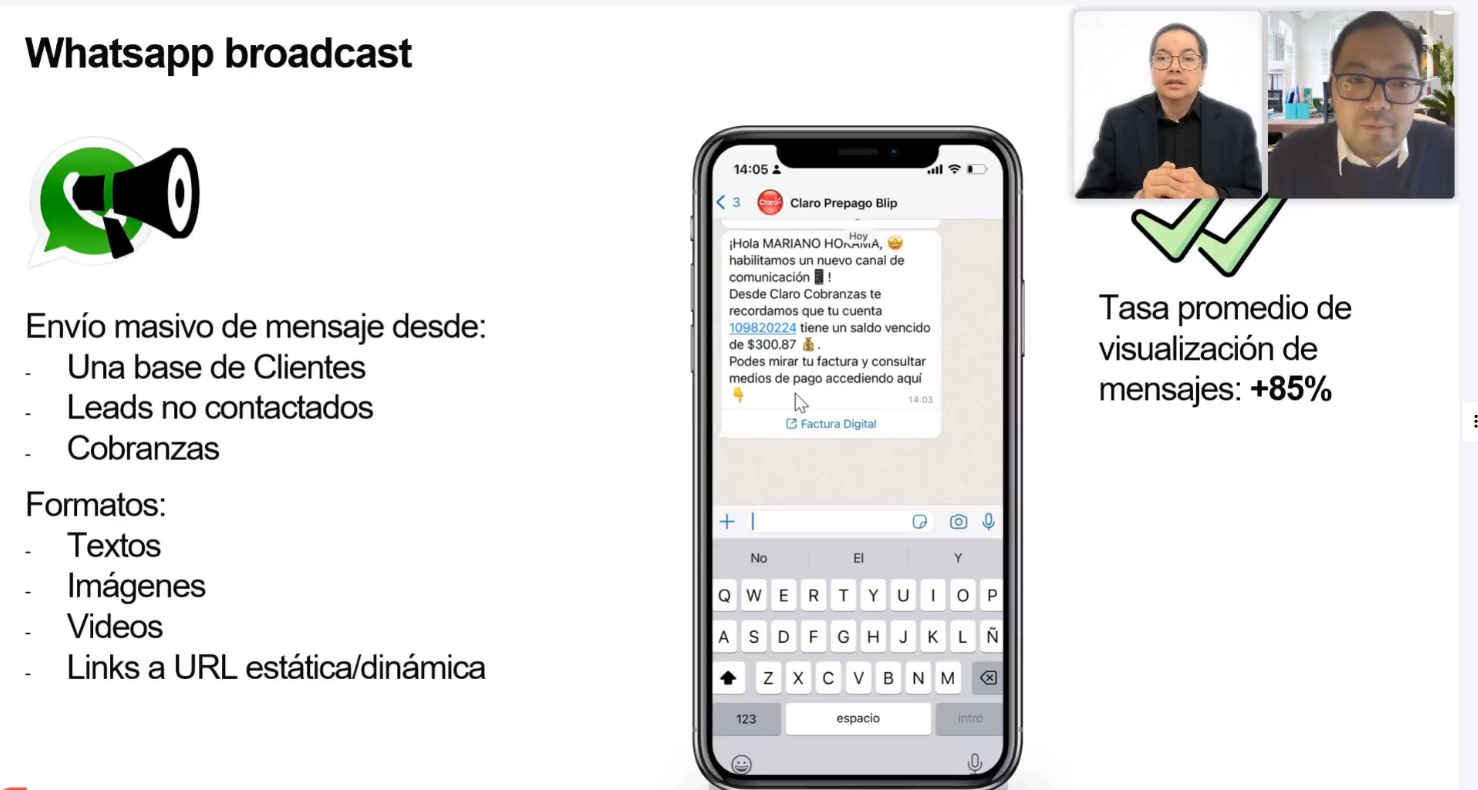 Whatsapp broadcast
Envío masivo de mensaje desde:
- Una base de Clientes
- Leads no contactados
- Cobranzas
Formatos:
- Textos
- Imágenes
- Videos
- Links a URL estática/dinámica
14:05
3
Claro-
Claro Prepago Blip
Hoy
¡Hola MARIANO HOKAMA, 🤩
habilitamos un nuevo canal de
comunicación 📱 !
Desde Claro Cobranzas te
recordamos que tu cuenta
109820224 tiene un saldo vencido
de $300.87 💰 .
Podes mirar tu factura y consultar
medios de pago accediendo aquí
👇
14:03
Factura Digital
No El Y
Q W E R T Y U I O P
A S D F G H J K L Ñ
Z X C V B N M
123 espacio intro
Tasa promedio de
visualización de
mensajes: +85%